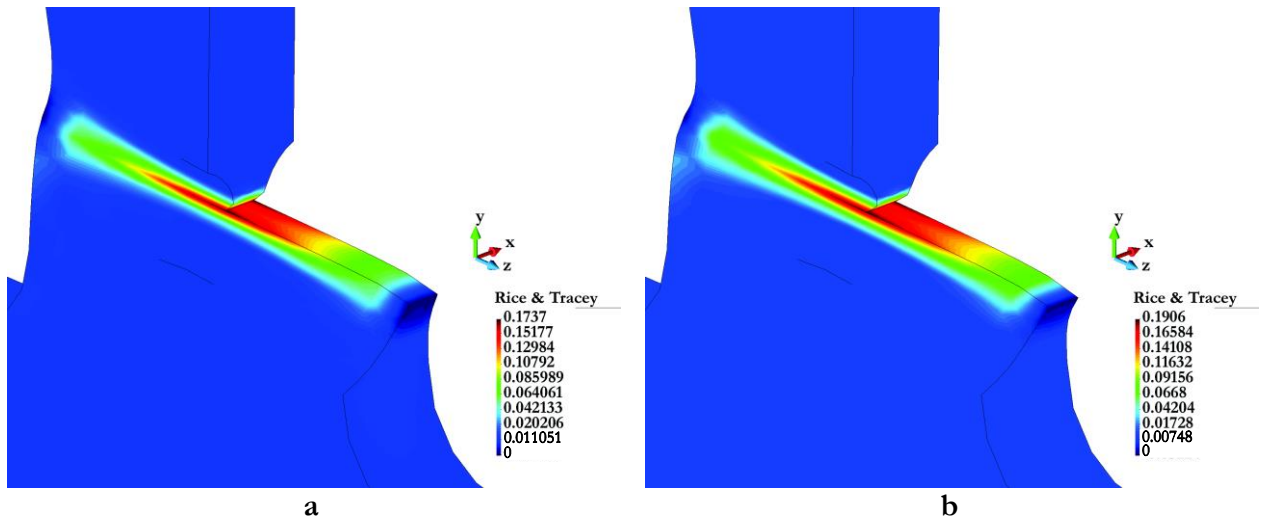 y
x
z
Rice & Tracey
0.1737
0.15177
0.12984
0.10792
0.085989
0.064061
0.042133
0.020206
0.011051
0
a
y
x
z
Rice & Tracey
0.1906
0.16584
0.14108
0.11632
0.09156
0.0668
0.04204
0.01728
0.00748
0
b